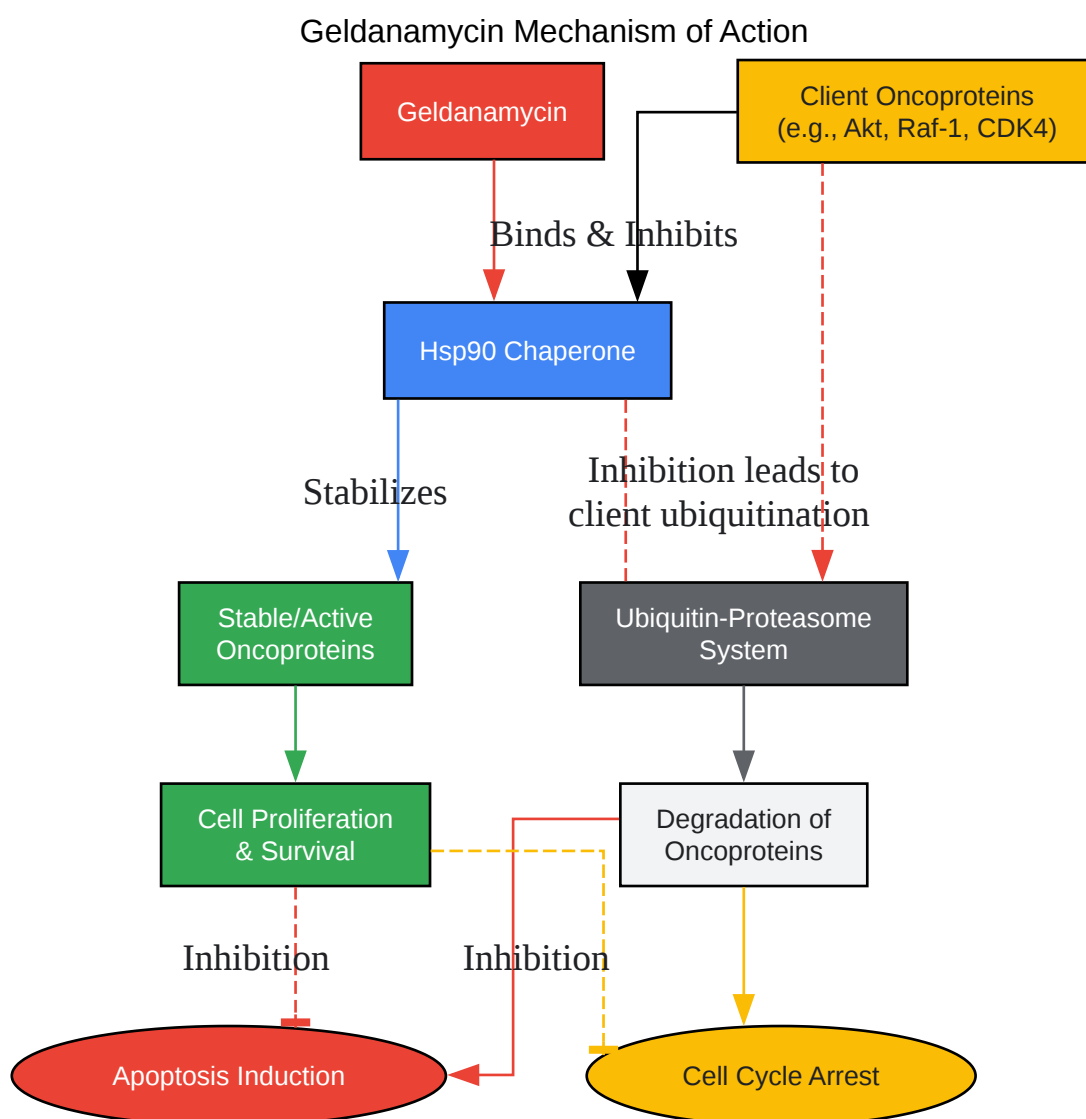 Geldanamycin Mechanism of Action
Geldanamycin
Client Oncoproteins
(e.g., Akt, Raf-1, CDK4)
Binds & Inhibits
Hsp90 Chaperone
Stabilizes
Inhibition leads to
client ubiquitination
Stable/Active
Oncoproteins
Ubiquitin-Proteasome
System
Cell Proliferation
& Survival
Degradation of
Oncoproteins
Inhibition
Inhibition
Apoptosis Induction
Cell Cycle Arrest